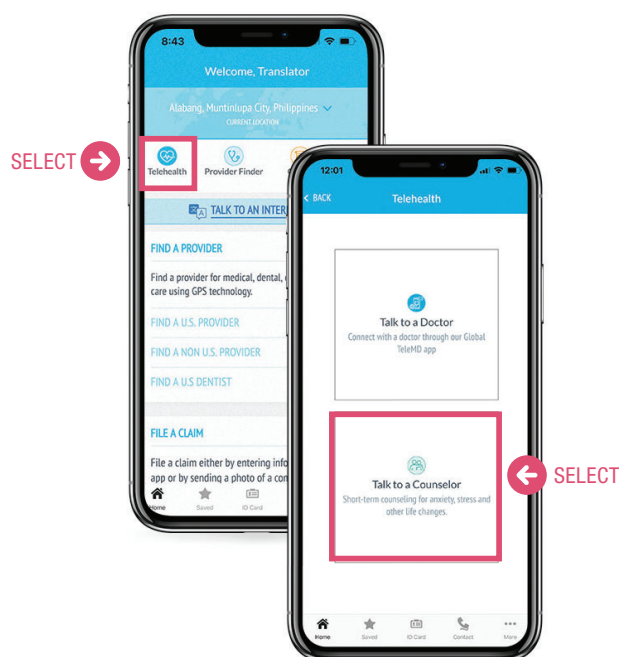 8:43
Welcome, Translator
Alabang, Muntinlupa City, Philippines
CURRENT LOCATION
SELECT
Telehealth
Provider Finder
TALK TO AN
FIND A PROVIDER
Find a provider for medical, dental,
care using GPS technology.
FIND A U.S. PROVIDER
FIND A NON U.S. PROVIDER
FIND A U.S DENTIST
FILE A CLAIM
File a claim either by entering
app or by sending a photo of a
Home
Saved
ID Card
12:01
BACK
Telehealth
Talk to a Doctor
Connect with a doctor through our Global
TeleMD app
Talk to a Counselor
Short-term counseling for anxiety, stress and
other life changes.
SELECT
Home
Saved
ID Card
Contact
More